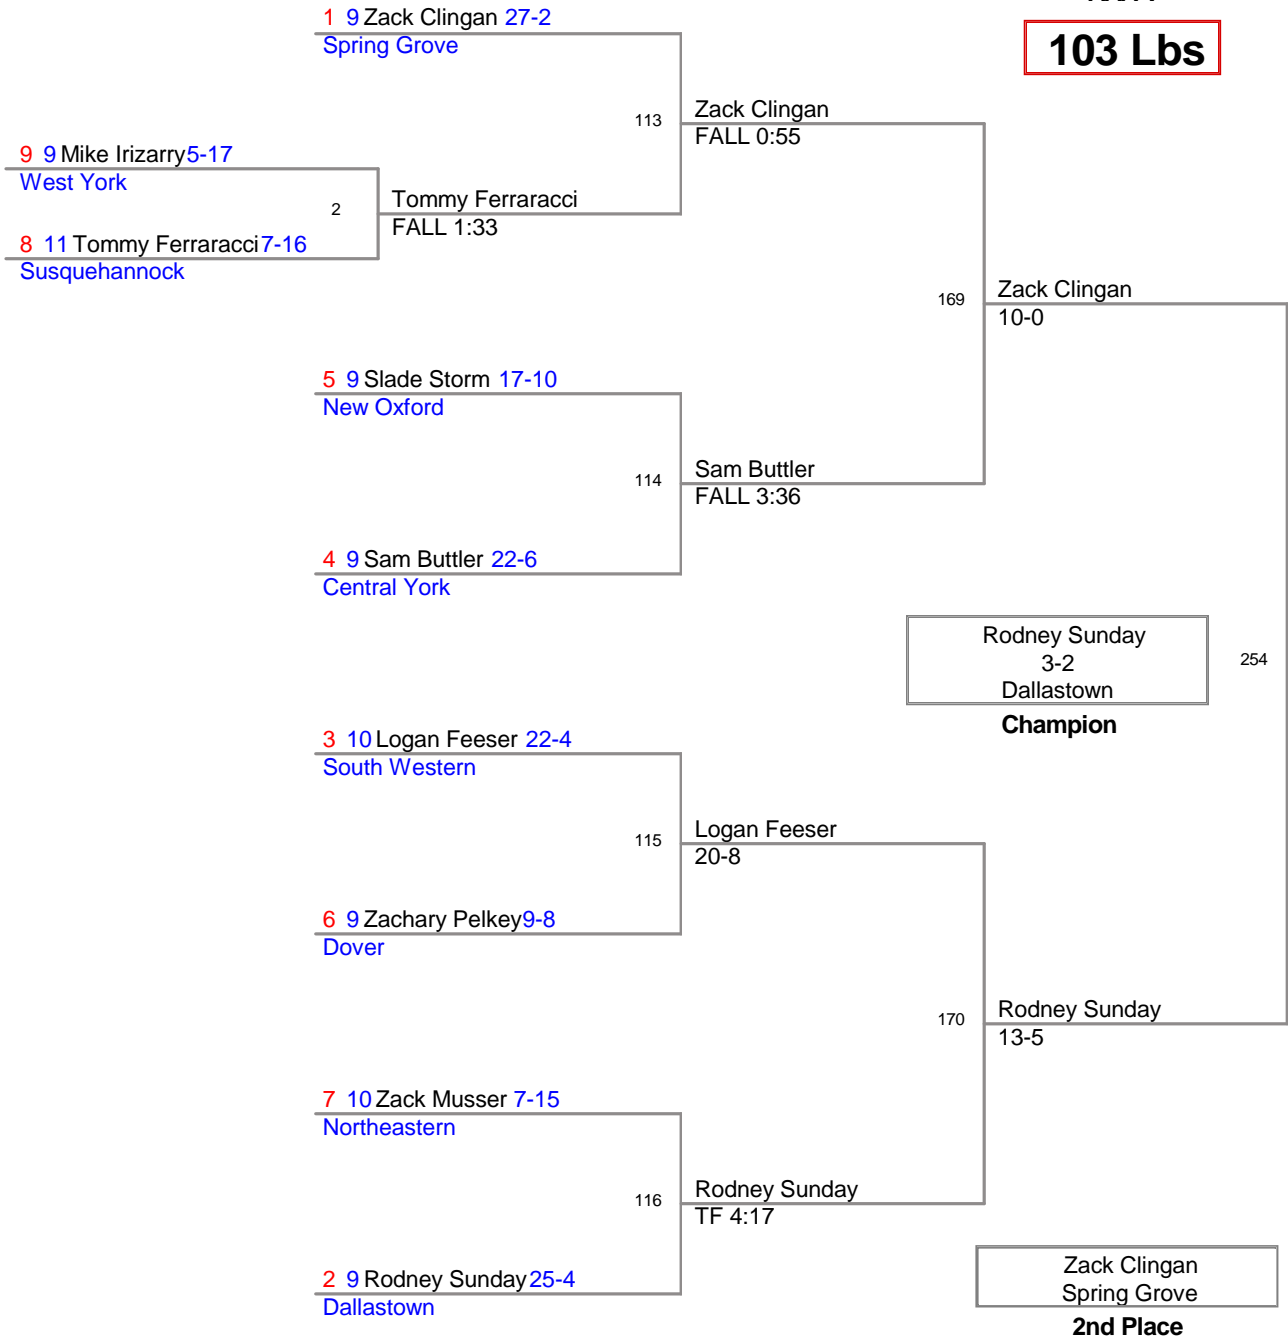 103 Lbs
1 9 Zack Clingan 27-2
Spring Grove
113
Zack Clingan
FALL 0:55
9 9 Mike Irizarry 5-17
West York
2
Tommy Ferraracci
FALL 1:33
8 11 Tommy Ferraracci 7-16
Susquehannock
169
Zack Clingan
10-0
5 9 Slade Storm 17-10
New Oxford
114
Sam Buttler
FALL 3:36
4 9 Sam Buttler 22-6
Central York
Rodney Sunday
3-2
Dallastown
Champion
254
3 10 Logan Feeser 22-4
South Western
115
Logan Feeser
20-8
6 9 Zachary Pelkey 9-8
Dover
170
Rodney Sunday
13-5
7 10 Zack Musser 7-15
Northeastern
116
Rodney Sunday
TF 4:17
2 9 Rodney Sunday 25-4
Dallastown
Zack Clingan
Spring Grove
2nd Place